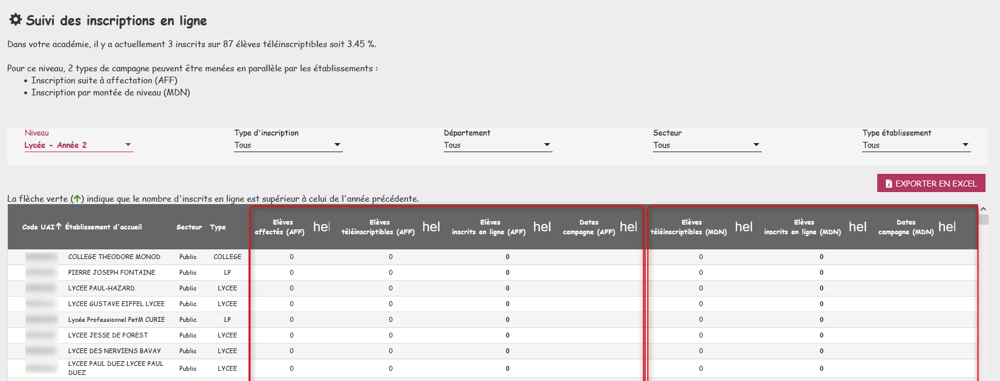 Suivi des inscriptions en ligne
Dans votre académie, il y a actuellement 3 inscrits sur 87 élèves téléinscriptibles soit 3.45 %.
Pour ce niveau, 2 types de campagne peuvent être menées en parallèle par les établissements :
• Inscription suite à affectation (AFF)
• Inscription par montée de niveau (MDN)
Niveau Type d'inscription Département Secteur Type établissement
Lycée - Année 2 Tous Tous Tous Tous
EXPORTER EN EXCEL
La flèche verte (↑) indique que le nombre d'inscrits en ligne est supérieur à celui de l'année précédente.
Code UAI↑ Établissement d'accueil Secteur Type Elèves affectés (AFF) hel Elèves téléinscriptibles (AFF) hel Elèves inscrits en ligne (AFF) hel Dates campagne (AFF) hel Elèves téléinscriptibles (MDN) hel Elèves inscrits en ligne (MDN) hel Dates campagne (MDN) hel
COLLEGE THEODORE MONOD Public COLLEGE 0 0 0 0 0
PIERRE JOSEPH FONTAINE Public LP 0 0 0 0 0
LYCEE PAUL-HAZARD Public LYCEE 0 0 0 0 0
LYCEE GUSTAVE EIFFEL LYCEE Public LYCEE 0 0 0 0 0
Lycée Professionnel PetM CURIE Public LP 0 0 0 0 0
LYCEE JESSE DE FOREST Public LYCEE 0 0 0 0 0
LYCEE DES NERVIENS BAVAY Public LYCEE 0 0 0 0 0
LYCEE PAUL DUEZ LYCEE PAUL
DUEZ Public LYCEE 0 0 0 0 0